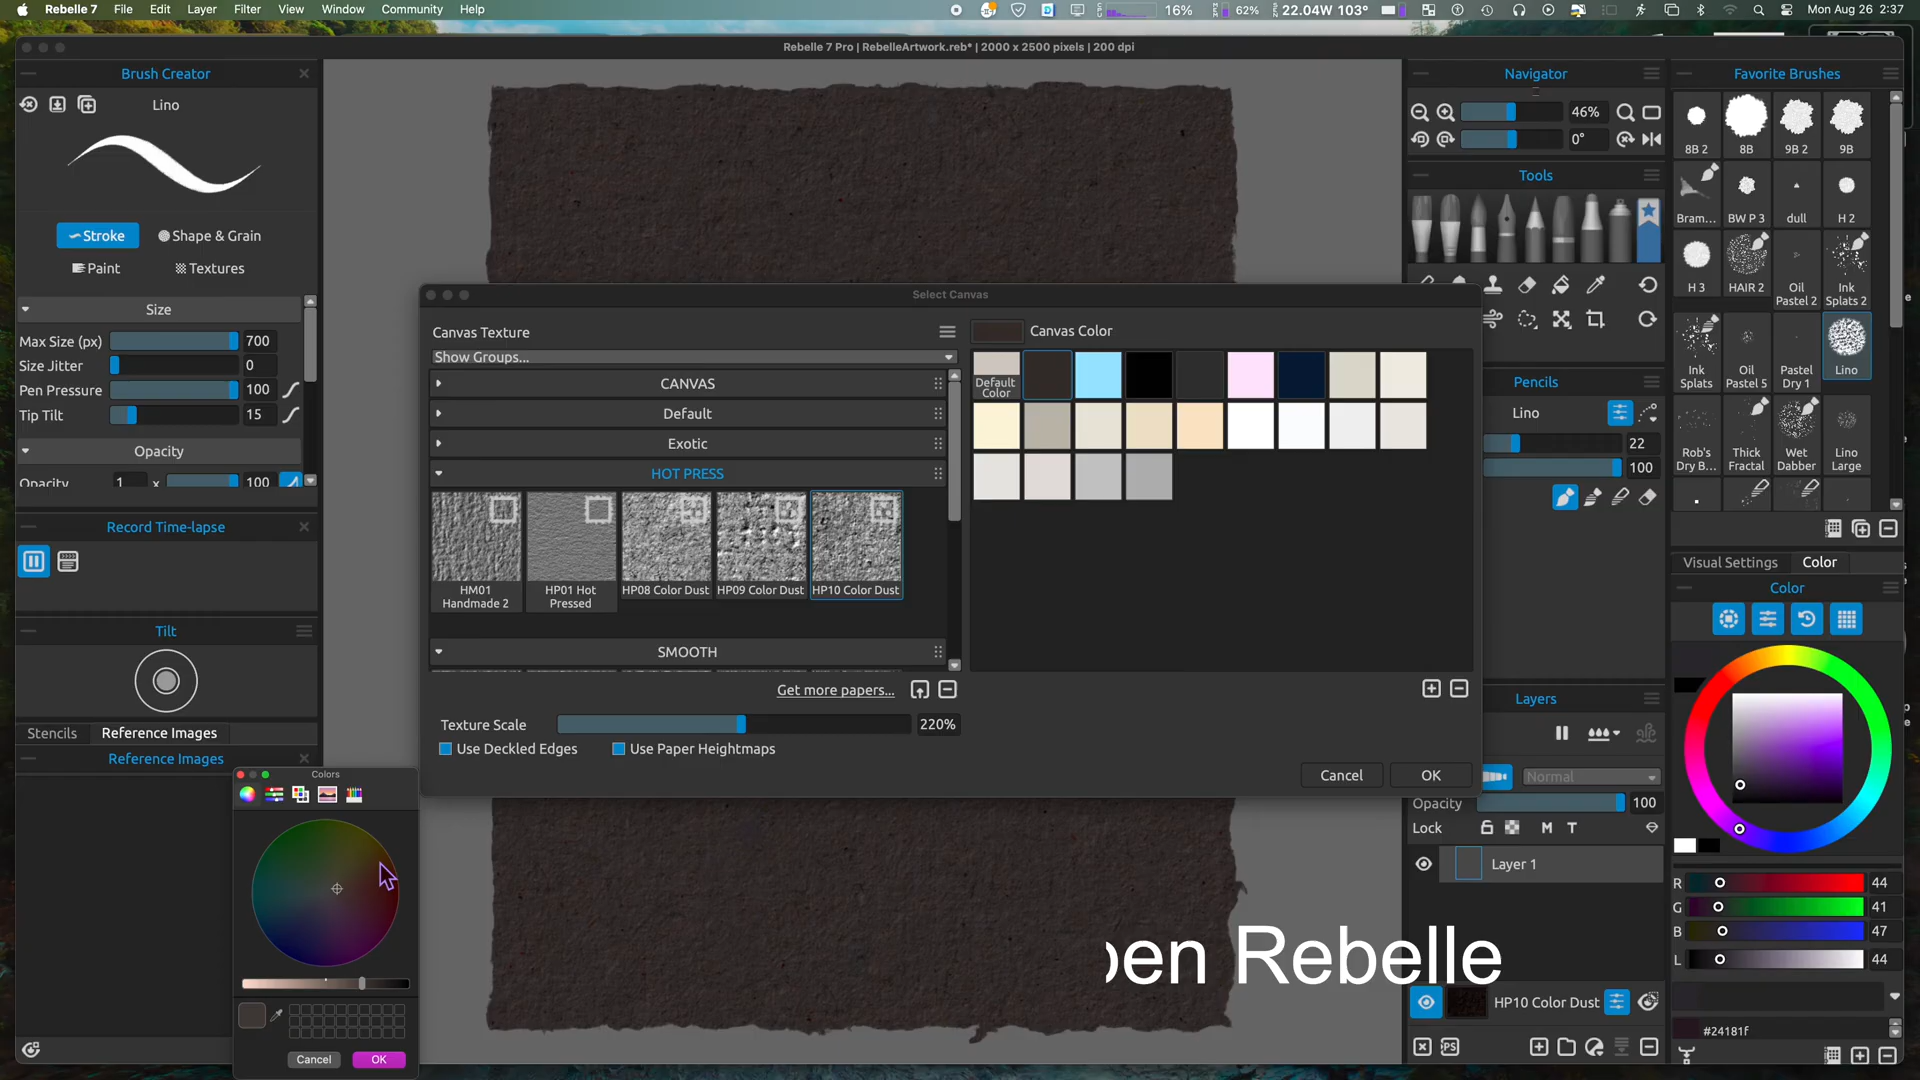 Rebelle 7 File Edit Layer Filter View Window Community Help
16% 62% 22.04W 103° Mon Aug 26 2:37
Rebelle 7 Pro | RebelleArtwork.reb* | 2000 x 2500 pixels | 200 dpi
Brush Creator
Lino
Stroke Shape & Grain
Paint Textures
Size
Max Size (px) 700
Size Jitter 0
Pen Pressure 100
Tip Tilt 15
Opacity
Opacity 1 x 100
Record Time-lapse
Tilt
Stencils Reference Images
Reference Images
Colors
Cancel OK
Select Canvas
Canvas Texture
Show Groups...
CANVAS
Default
Exotic
HOT PRESS
HM01 Handmade 2
HP01 Hot Pressed
HP08 Color Dust
HP09 Color Dust
HP10 Color Dust
SMOOTH
Get more papers...
Texture Scale 220%
Use Deckled Edges Use Paper Heightmaps
Canvas Color
Default Color
Cancel OK
pen Rebelle
Navigator
46%
0°
Tools
Pencils
Lino
22
100
Layers
Normal
Opacity 100
Lock M T
Layer 1
HP10 Color Dust
PS
Favorite Brushes
8B 2 8B 9B 2 9B
Bram... BW P 3 dull H 2
H 3 HAIR 2 Oil Pastel 2 Ink Splats 2
Ink Splats Oil Pastel 5 Pastel Dry 1 Lino
Rob's Dry B... Thick Fractal Wet Dabber Lino Large
Visual Settings Color
Color
R 44
G 41
B 47
L 44
#24181f